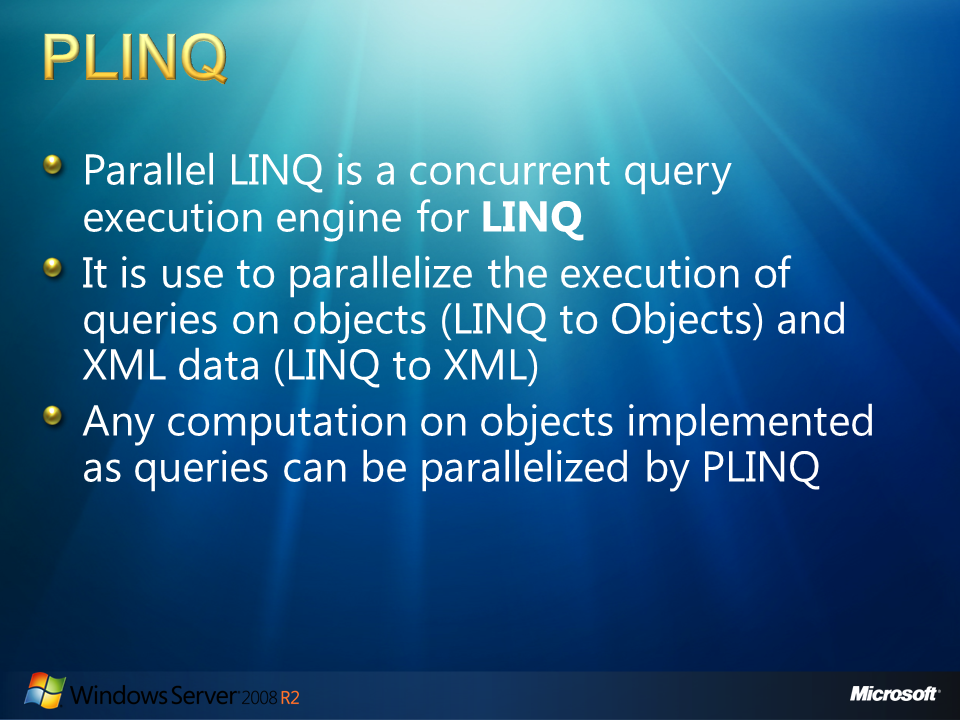 PLINQ
Parallel LINQ is a concurrent query
execution engine for LINQ
It is use to parallelize the execution of
queries on objects (LINQ to Objects) and
XML data (LINQ to XML)
Any computation on objects implemented
as queries can be parallelized by PLINQ
Windows Server 2008 R2
Microsoft